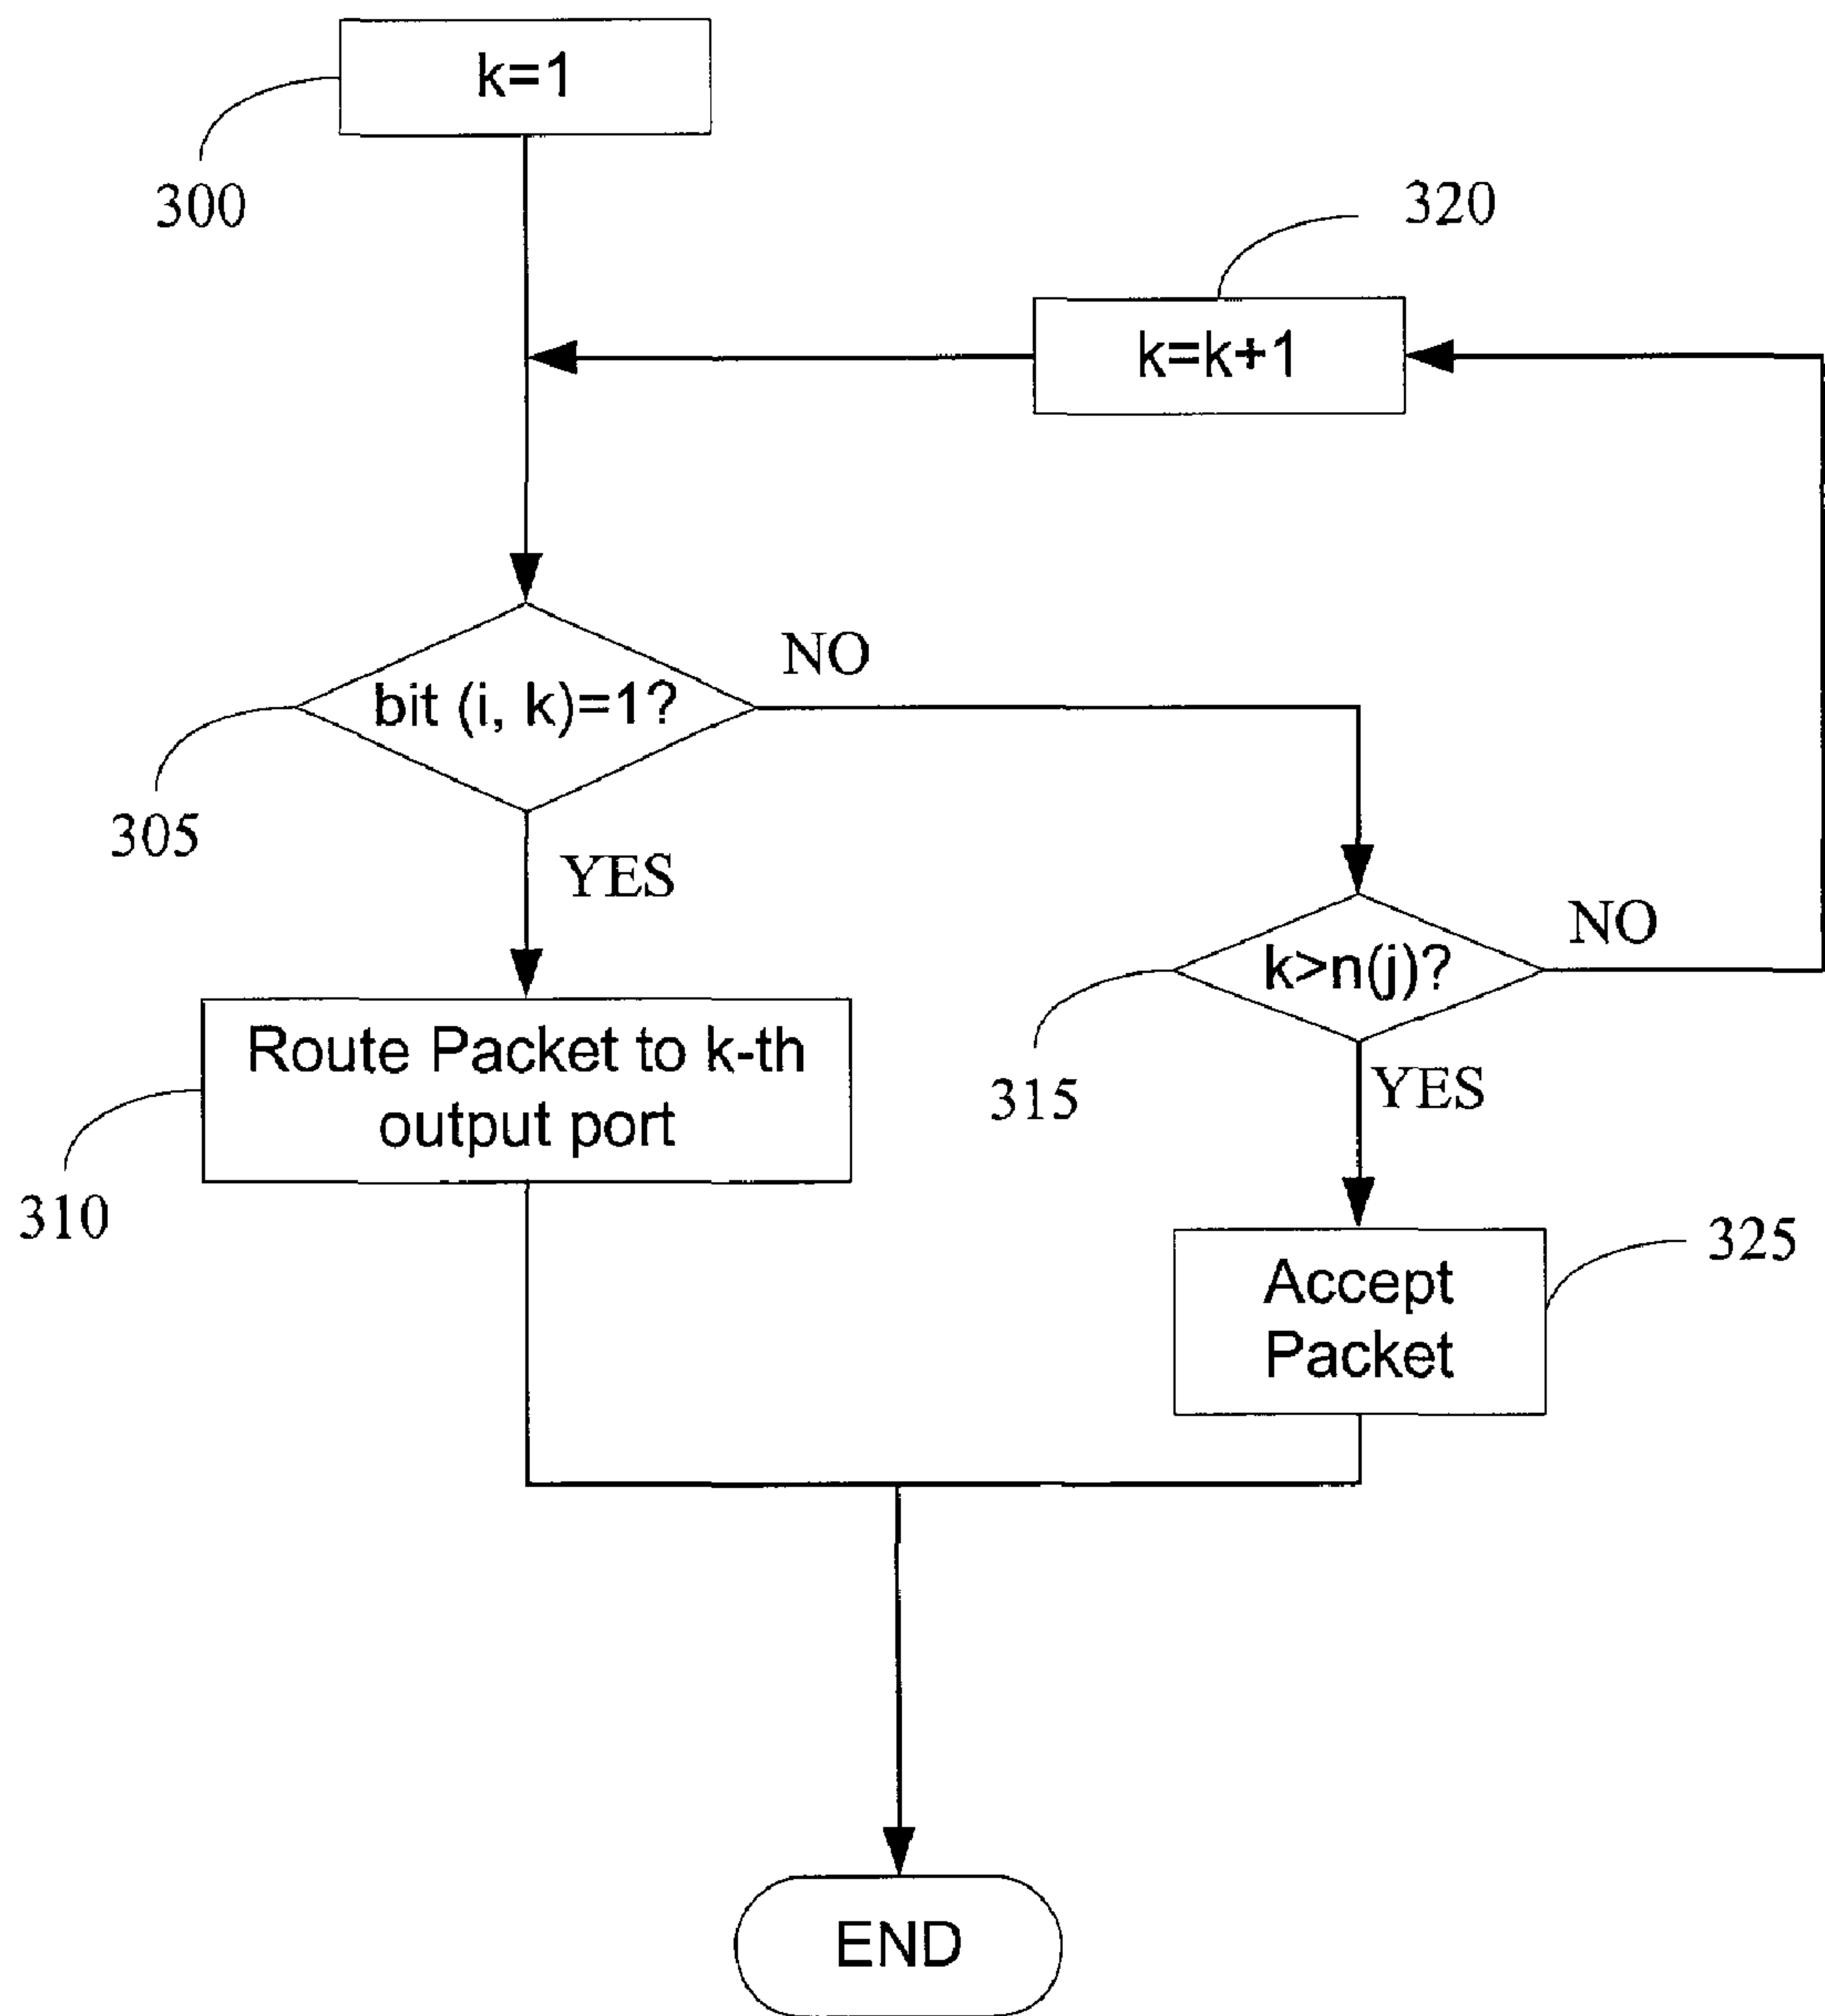 k=1
300
320
k=k+1
bit (i, k)=1?
NO
305
YES
k>n(j)?
NO
Route Packet to k-th
output port
315
YES
310
325
Accept
Packet
END